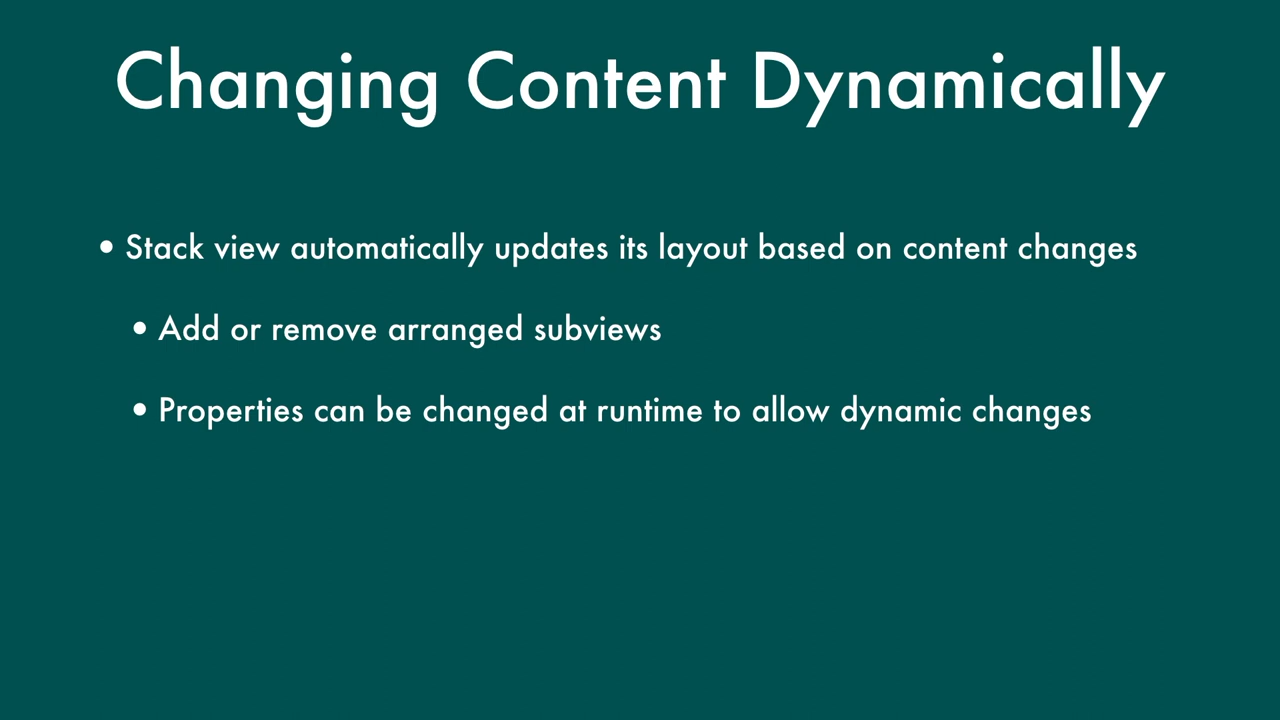 Changing Content Dynamically
• Stack view automatically updates its layout based on content changes
• Add or remove arranged subviews
• Properties can be changed at runtime to allow dynamic changes